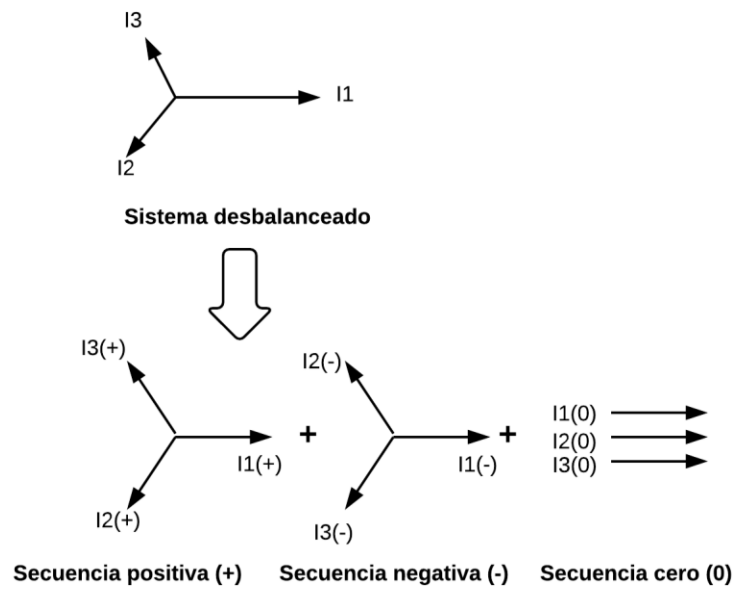 I3
I1
I2
Sistema desbalanceado
I3(+)
I2(-)
+
+
I1(0)
I2(0)
I3(0)
I1(+)
I1(-)
I2(+)
I3(-)
Secuencia positiva (+)
Secuencia negativa (-)
Secuencia cero (0)